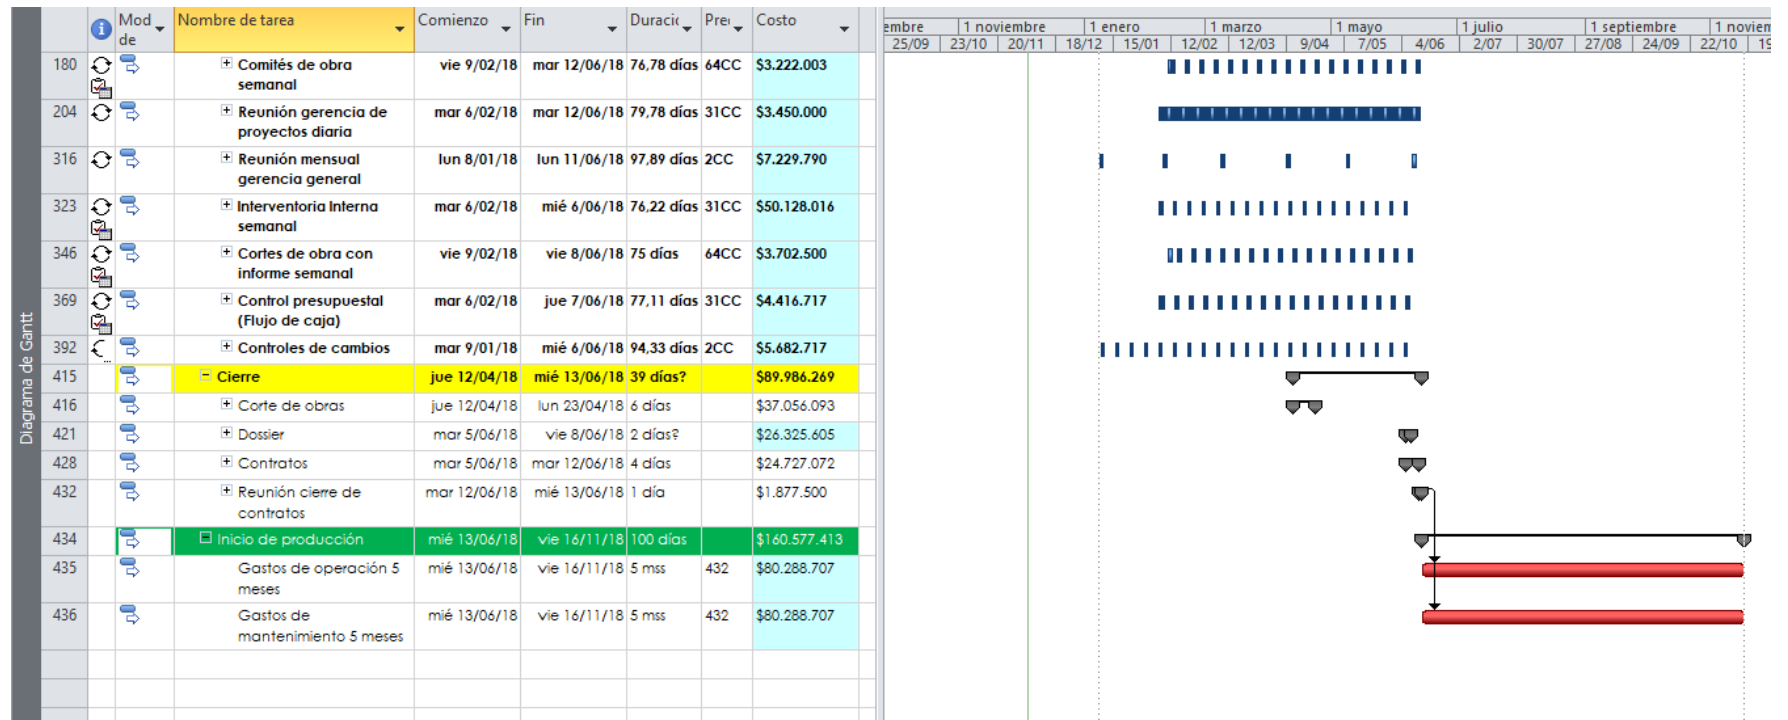 Mod de Nombre de tarea Comienzo Fin Duraci Pre Costo
embre 1 noviembre 1 enero 1 marzo 1 mayo 1 julio 1 septiembre 1 noviem
25/09 23/10 20/11 18/12 15/01 12/02 12/03 9/04 7/05 4/06 2/07 30/07 27/08 24/09 22/10 19
180 Comités de obra semanal vie 9/02/18 mar 12/06/18 76,78 días 64CC $3.222.003
204 Reunión gerencia de proyectos diaria mar 6/02/18 mar 12/06/18 79,78 días 31CC $3.450.000
316 Reunión mensual gerencia general lun 8/01/18 lun 11/06/18 97,89 días 2CC $7.229.790
323 Interventoria Interna semanal mar 6/02/18 mié 6/06/18 76,22 días 31CC $50.128.016
346 Cortes de obra con informe semanal vie 9/02/18 vie 8/06/18 75 días 64CC $3.702.500
369 Control presupuestal (Flujo de caja) mar 6/02/18 jue 7/06/18 77,11 días 31CC $4.416.717
392 Controles de cambios mar 9/01/18 mié 6/06/18 94,33 días 2CC $5.682.717
415 Cierre jue 12/04/18 mié 13/06/18 39 días? $89.986.269
416 Corte de obras jue 12/04/18 lun 23/04/18 6 días $37.056.093
421 Dossier mar 5/06/18 vie 8/06/18 2 días? $26.325.605
428 Contratos mar 5/06/18 mar 12/06/18 4 días $24.727.072
432 Reunión cierre de contratos mar 12/06/18 mié 13/06/18 1 día $1.877.500
434 Inicio de producción mié 13/06/18 vie 16/11/18 100 días $160.577.413
435 Gastos de operación 5 meses mié 13/06/18 vie 16/11/18 5 mss 432 $80.288.707
436 Gastos de mantenimiento 5 meses mié 13/06/18 vie 16/11/18 5 mss 432 $80.288.707
Diagrama de Gantt